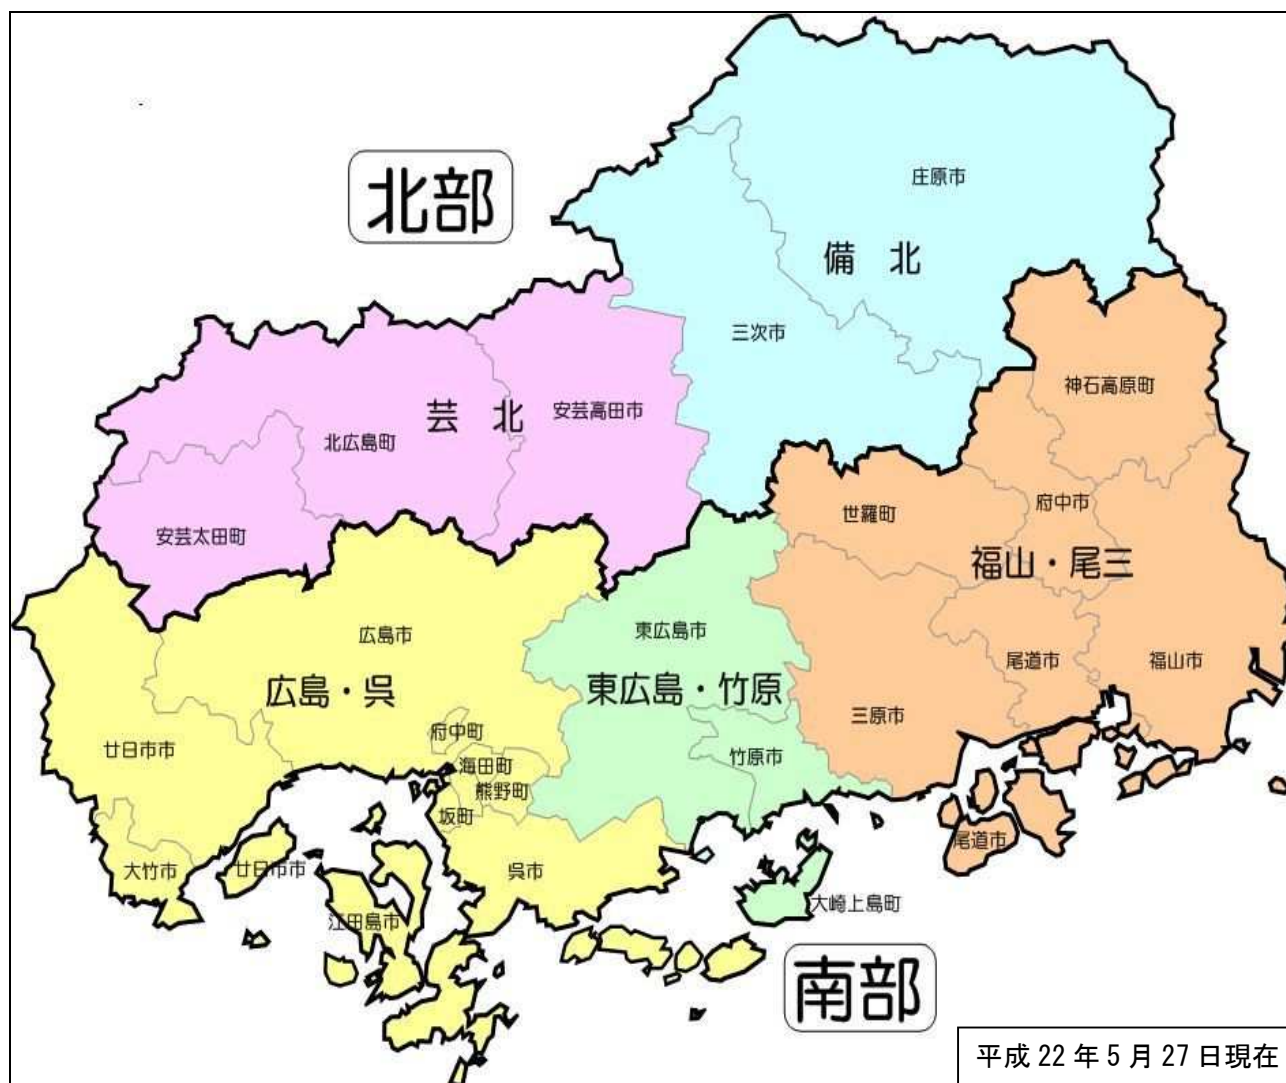 庄原市
北部
備 北
三次市
神石高原町
安芸高田市
芸 北
北広島町
府中市
世羅町
安芸太田町
福山・尾三
東広島市
広島市
尾道市
福山市
広島・呉
東広島・竹原
三原市
府中町
廿日市市
竹原市
海田町
熊野町
坂町
尾道市
大竹市
廿日市市
呉市
大崎上島町
江田島市
南部
平成 22 年 5 月 27 日現在